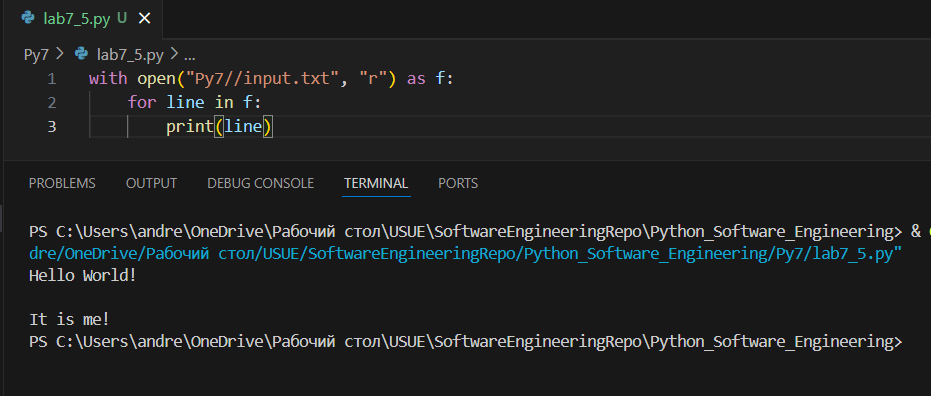 lab7_5.py U ×
Py7 > lab7_5.py > ...
1 with open("Py7//input.txt", "r") as f:
2     for line in f:
3         print(line)
PROBLEMS OUTPUT DEBUG CONSOLE TERMINAL PORTS
PS C:\Users\andre\OneDrive\Рабочий стол\USUE\SoftwareEngineeringRepo\Python_Software_Engineering> &
dre/OneDrive/Рабочий стол/USUE/SoftwareEngineeringRepo/Python_Software_Engineering/Py7/lab7_5.py"
Hello World!
It is me!
PS C:\Users\andre\OneDrive\Рабочий стол\USUE\SoftwareEngineeringRepo\Python_Software_Engineering>